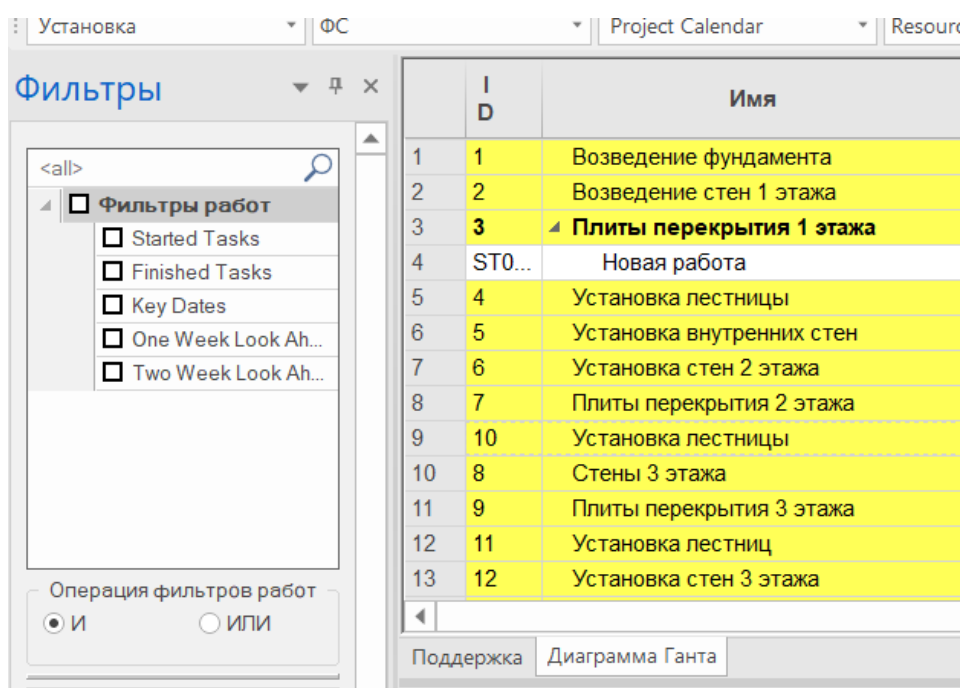 Установка ФС Project Calendar Resourc
Фильтры
<all>
Фильтры работ
Started Tasks
Finished Tasks
Key Dates
One Week Look Ah...
Two Week Look Ah...
Операция фильтров работ
И ИЛИ
I
D Имя
1 1 Возведение фундамента
2 2 Возведение стен 1 этажа
3 3 Плиты перекрытия 1 этажа
4 ST0... Новая работа
5 4 Установка лестницы
6 5 Установка внутренних стен
7 6 Установка стен 2 этажа
8 7 Плиты перекрытия 2 этажа
9 10 Установка лестницы
10 8 Стены 3 этажа
11 9 Плиты перекрытия 3 этажа
12 11 Установка лестниц
13 12 Установка стен 3 этажа
Поддержка Диаграмма Ганта